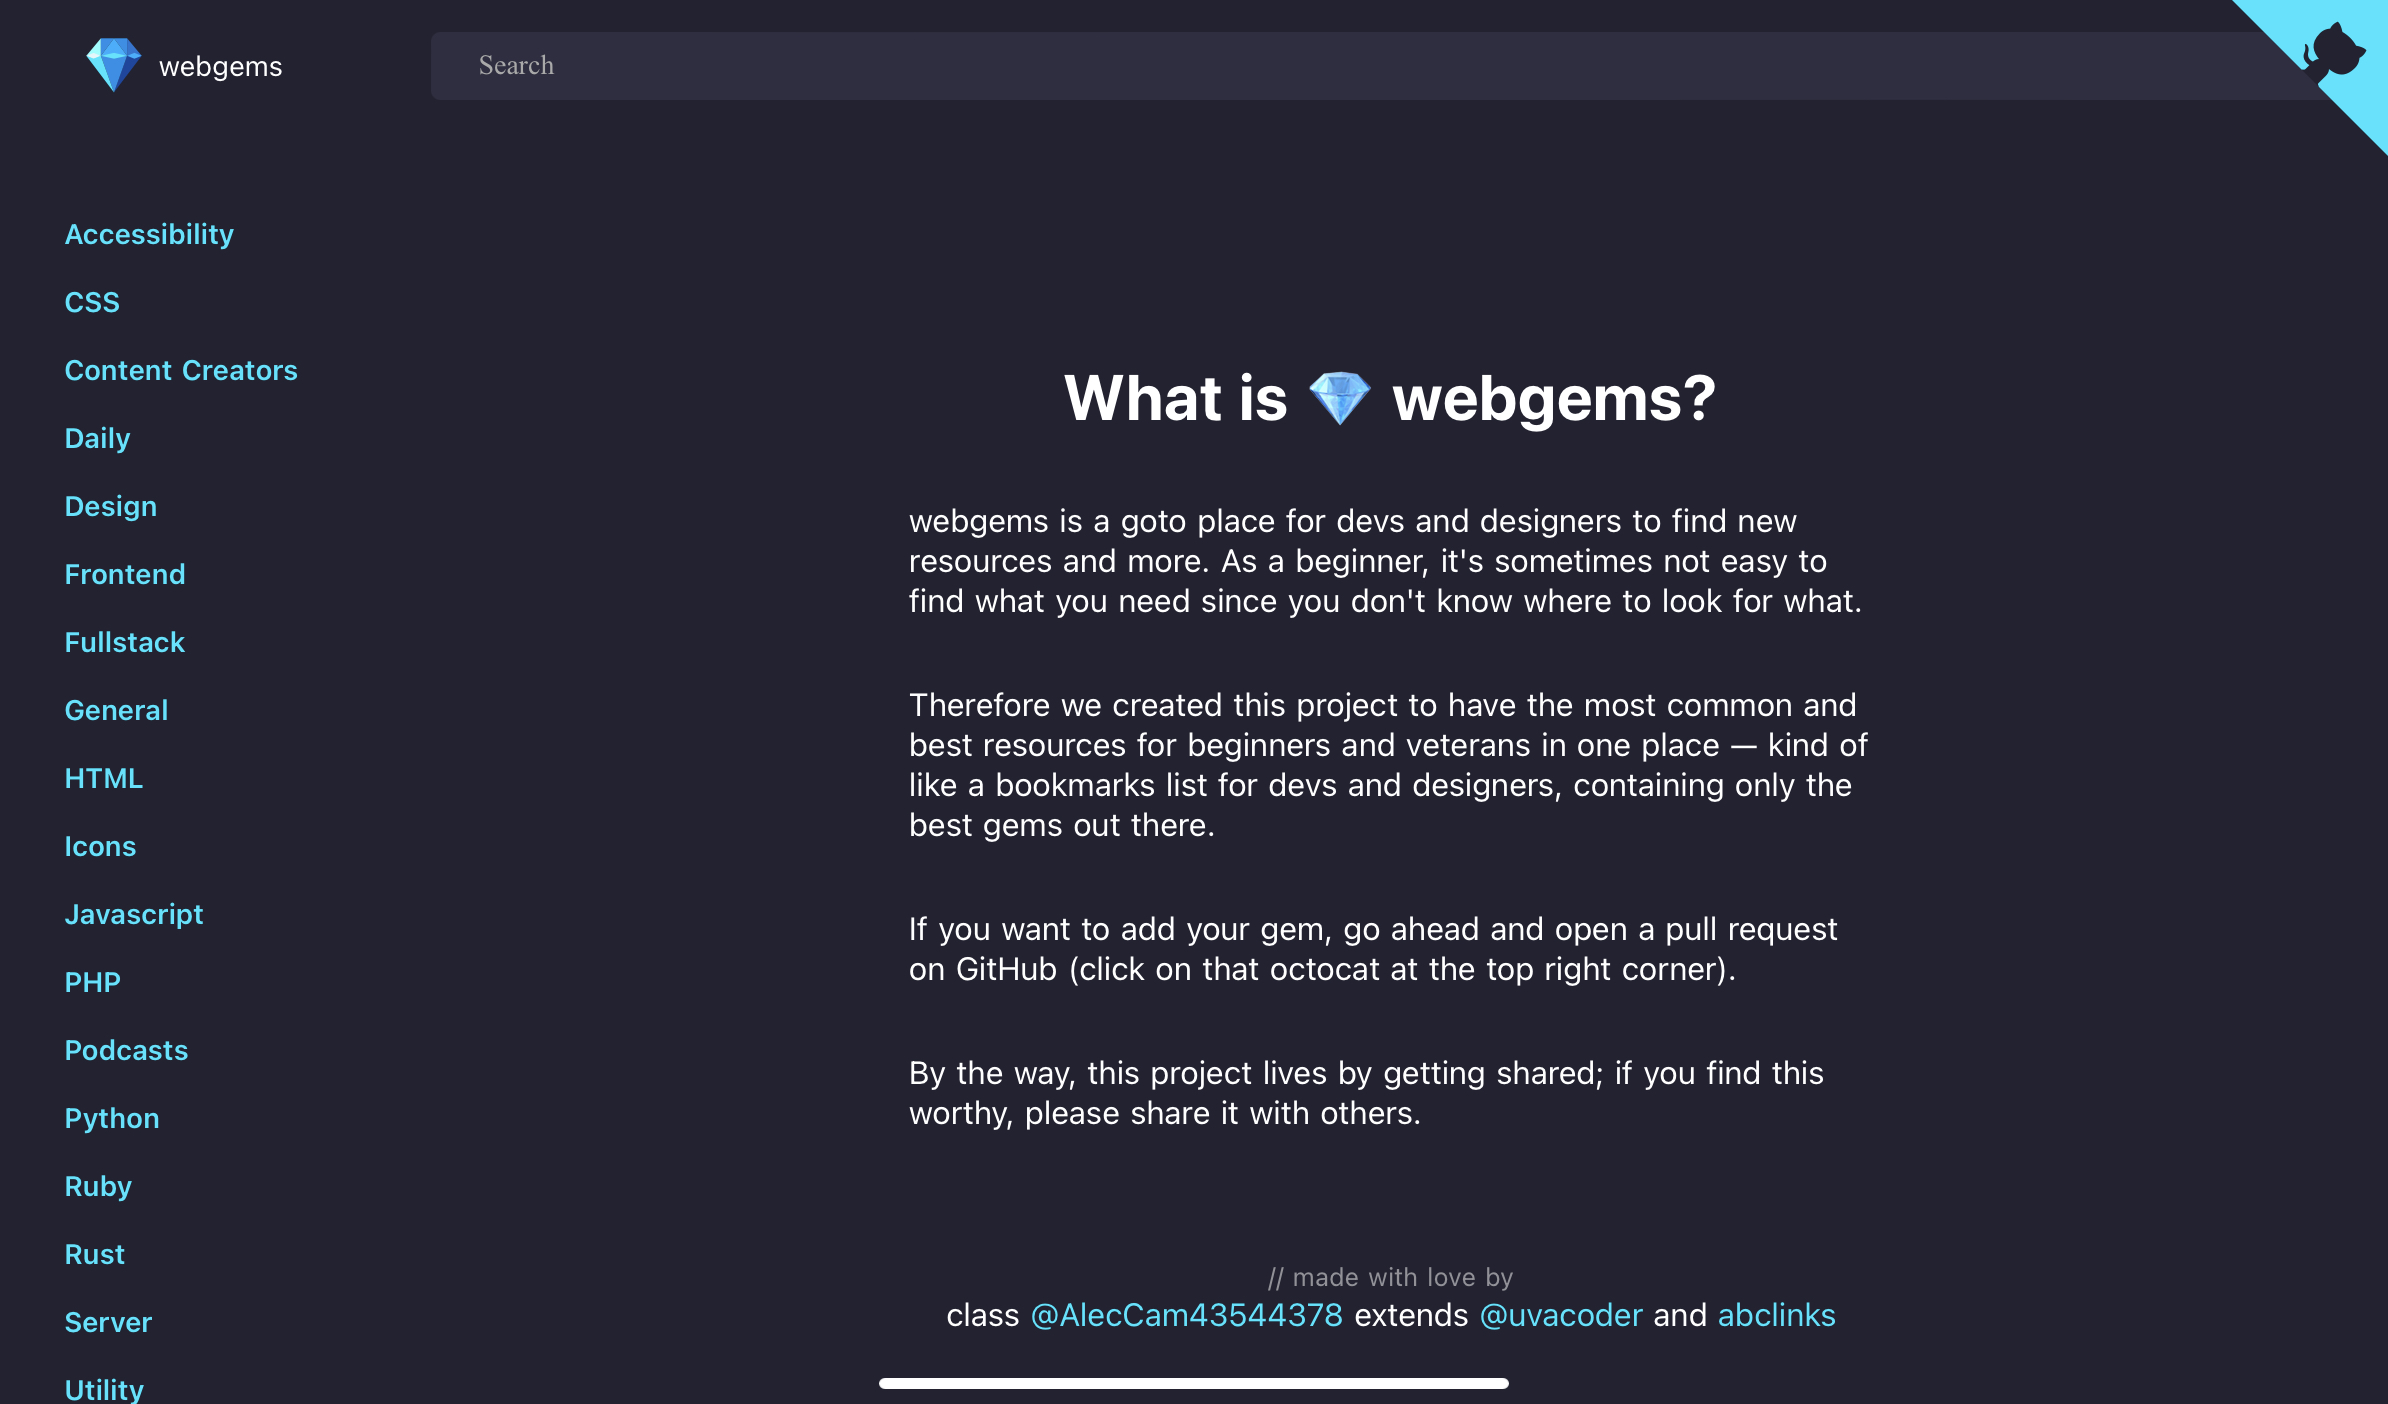 webgems
Search
Accessibility
CSS
Content Creators
Daily
Design
Frontend
Fullstack
General
HTML
Icons
Javascript
PHP
Podcasts
Python
Ruby
Rust
Server
Utility
What is 💎 webgems?
webgems is a goto place for devs and designers to find new
resources and more. As a beginner, it's sometimes not easy to
find what you need since you don't know where to look for what.
Therefore we created this project to have the most common and
best resources for beginners and veterans in one place — kind of
like a bookmarks list for devs and designers, containing only the
best gems out there.
If you want to add your gem, go ahead and open a pull request
on GitHub (click on that octocat at the top right corner).
By the way, this project lives by getting shared; if you find this
worthy, please share it with others.
// made with love by
class @AlecCam43544378 extends @uvacoder and abclinks